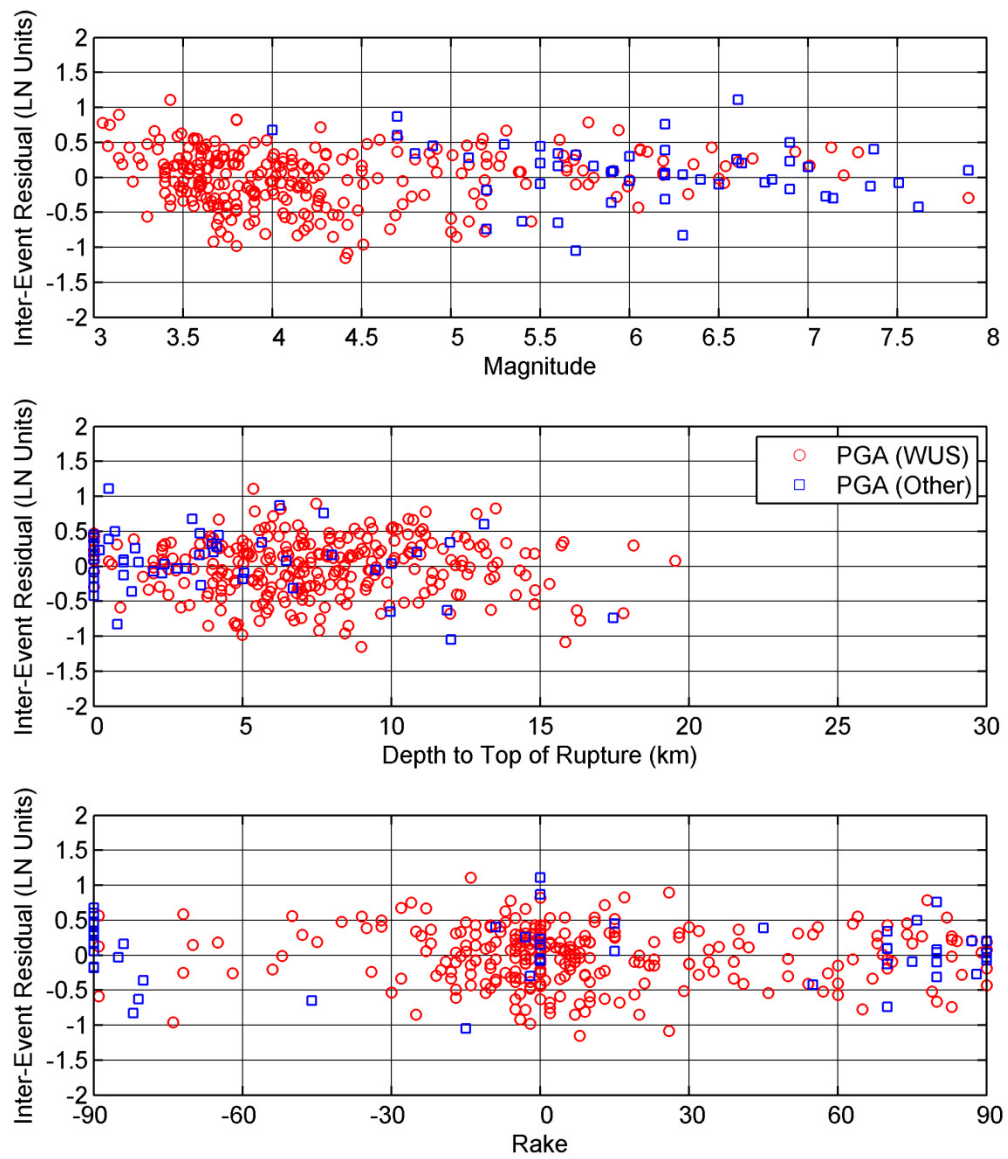 Inter-Event Residual (LN Units)
2
1.5
1
0.5
0
-0.5
-1
-1.5
-2
3 3.5 4 4.5 5 5.5 6 6.5 7 7.5 8
Magnitude
Inter-Event Residual (LN Units)
2
1.5
1
0.5
0
-0.5
-1
-1.5
-2
PGA (WUS)
PGA (Other)
0 5 10 15 20 25 30
Depth to Top of Rupture (km)
Inter-Event Residual (LN Units)
2
1.5
1
0.5
0
-0.5
-1
-1.5
-2
-90 -60 -30 0 30 60 90
Rake